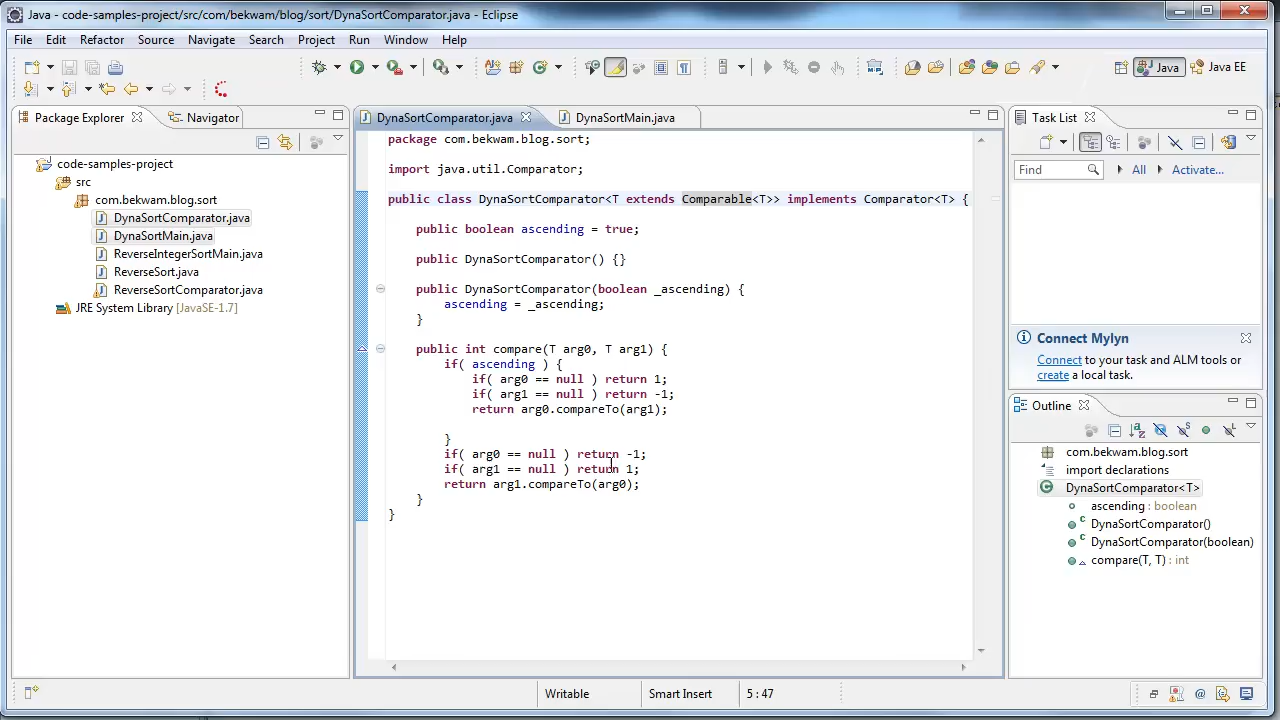 Java - code-samples-project/src/com/bekwam/blog/sort/DynaSortComparator.java - Eclipse
File Edit Refactor Source Navigate Search Project Run Window Help
Java
Java EE
Package Explorer
Navigator
code-samples-project
src
com.bekwam.blog.sort
DynaSortComparator.java
DynaSortMain.java
ReverseIntegerSortMain.java
ReverseSort.java
ReverseSortComparator.java
JRE System Library [JavaSE-1.7]
DynaSortComparator.java
DynaSortMain.java
package com.bekwam.blog.sort;
import java.util.Comparator;
public class DynaSortComparator<T extends Comparable<T>> implements Comparator<T> {
public boolean ascending = true;
public DynaSortComparator() {}
public DynaSortComparator(boolean _ascending) {
ascending = _ascending;
}
public int compare(T arg0, T arg1) {
if( ascending ) {
if( arg0 == null ) return 1;
if( arg1 == null ) return -1;
return arg0.compareTo(arg1);
}
if( arg0 == null ) return -1;
if( arg1 == null ) return 1;
return arg1.compareTo(arg0);
}
}
Task List
Find
All
Activate...
Connect Mylyn
Connect to your task and ALM tools or
create a local task.
Outline
com.bekwam.blog.sort
import declarations
DynaSortComparator<T>
ascending : boolean
DynaSortComparator()
DynaSortComparator(boolean)
compare(T, T) : int
Writable
Smart Insert
5 : 47